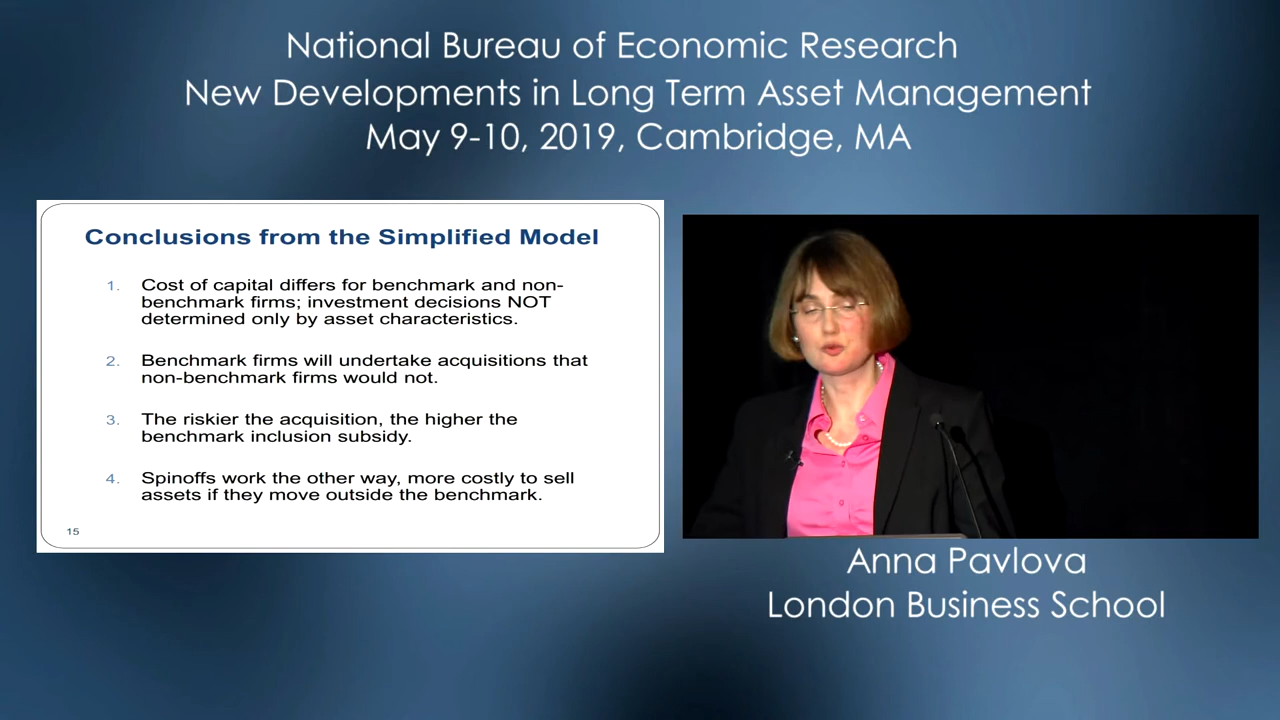 National Bureau of Economic Research
New Developments in Long Term Asset Management
May 9-10, 2019, Cambridge, MA
Conclusions from the Simplified Model
1. Cost of capital differs for benchmark and non-
benchmark firms; investment decisions NOT
determined only by asset characteristics.
2. Benchmark firms will undertake acquisitions that
non-benchmark firms would not.
3. The riskier the acquisition, the higher the
benchmark inclusion subsidy.
4. Spinoffs work the other way, more costly to sell
assets if they move outside the benchmark.
15
Anna Pavlova
London Business School